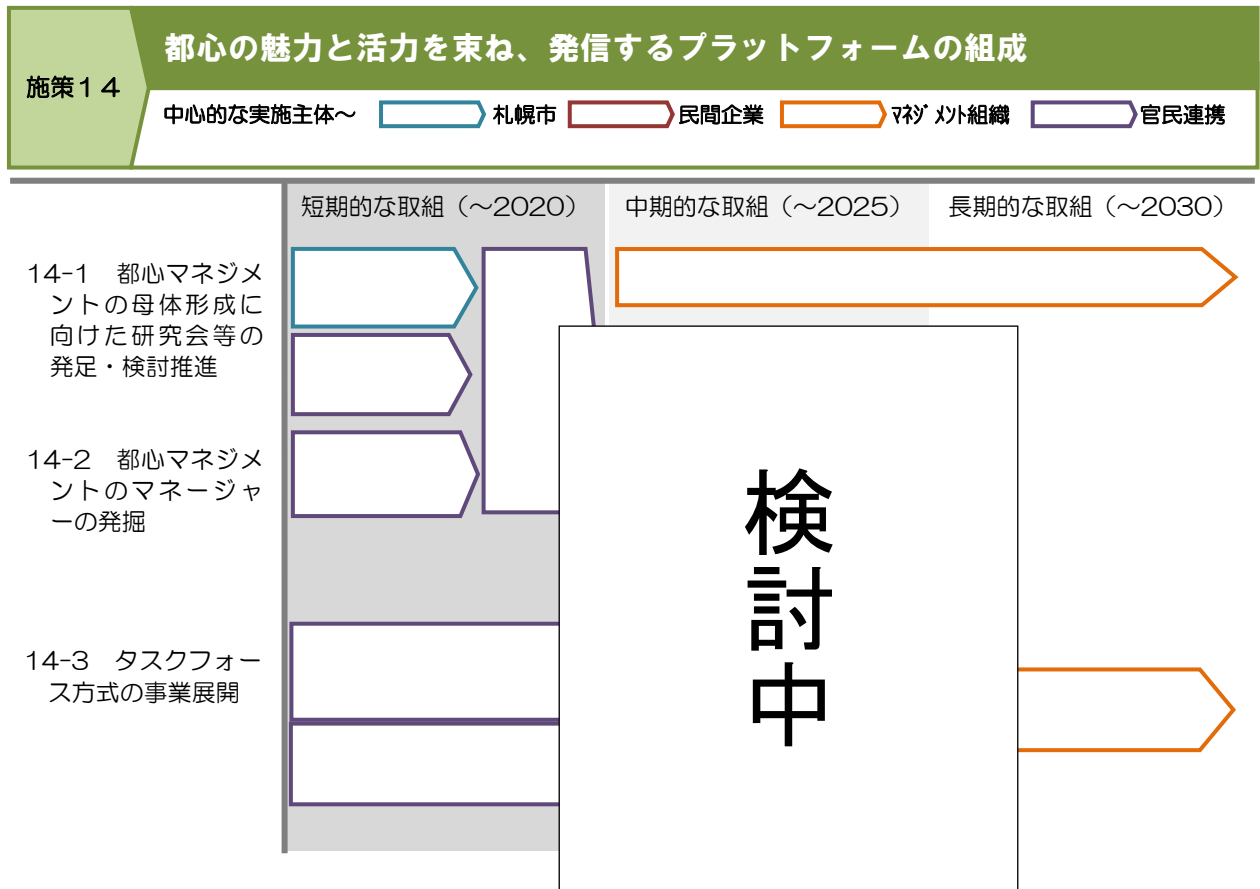 都心の魅力と活力を束ね、発信するプラットフォームの組成
施策14
中心的な実施主体～ 札幌市 民間企業 ﾏﾈｼﾞﾒﾝﾄ組織 官民連携
短期的な取組（～2020） 中期的な取組（～2025） 長期的な取組（～2030）
14-1 都心マネジメ
ントの母体形成に
向けた研究会等の
発足・検討推進
14-2 都心マネジメ
ントのマネージャ
ーの発掘
14-3 タスクフォー
ス方式の事業展開
検討中